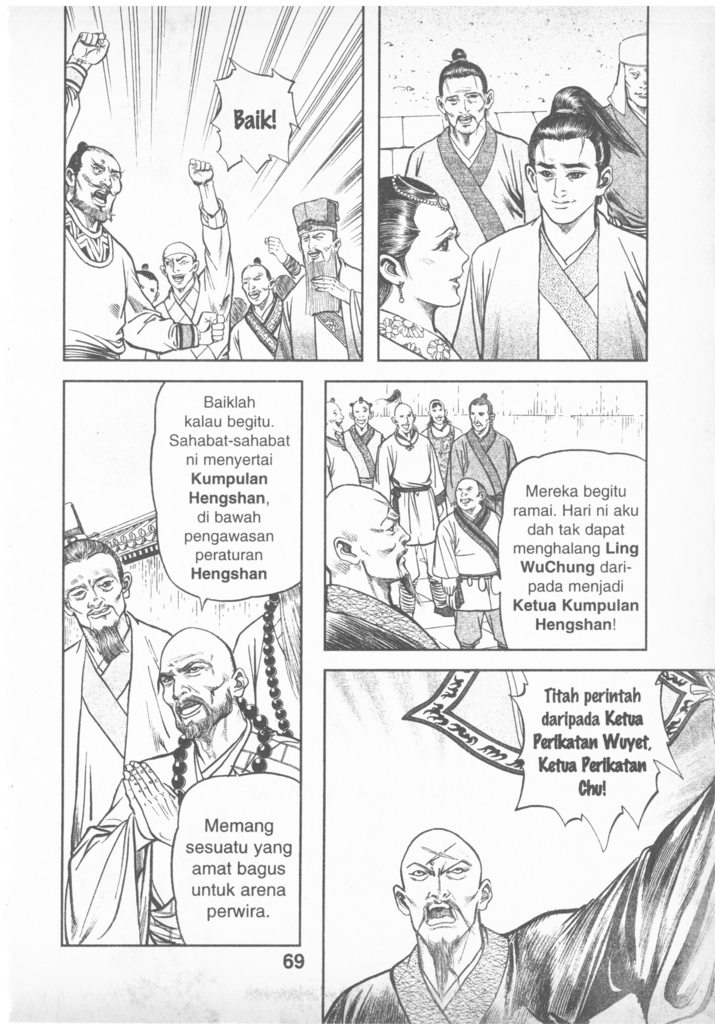 Baik!
Baiklah
kalau begitu.
Sahabat-sahabat
ni menyertai
Kumpulan
Hengshan,
di bawah
pengawasan
peraturan
Hengshan
Memang
sesuatu yang
amat bagus
untuk arena
perwira.
Mereka begitu
ramai. Hari ni aku
dah tak dapat
menghalang Ling
WuChung dari-
pada menjadi
Ketua Kumpulan
Hengshan!
Titah perintah
daripada Ketua
Perikatan Wuyet,
Ketua Perikatan
Chu!
69